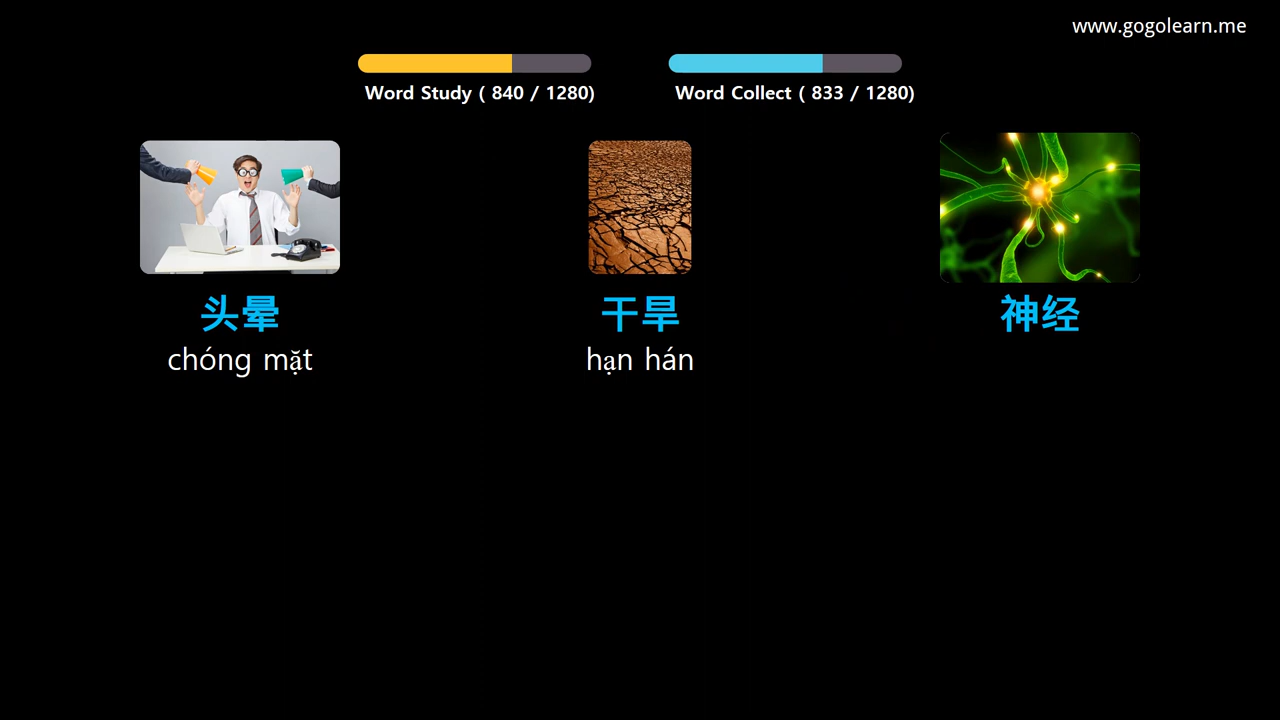 www.gogolearn.me
Word Study ( 840 / 1280)
Word Collect ( 833 / 1280)
头晕
干旱
神经
chóng mặt
hạn hán